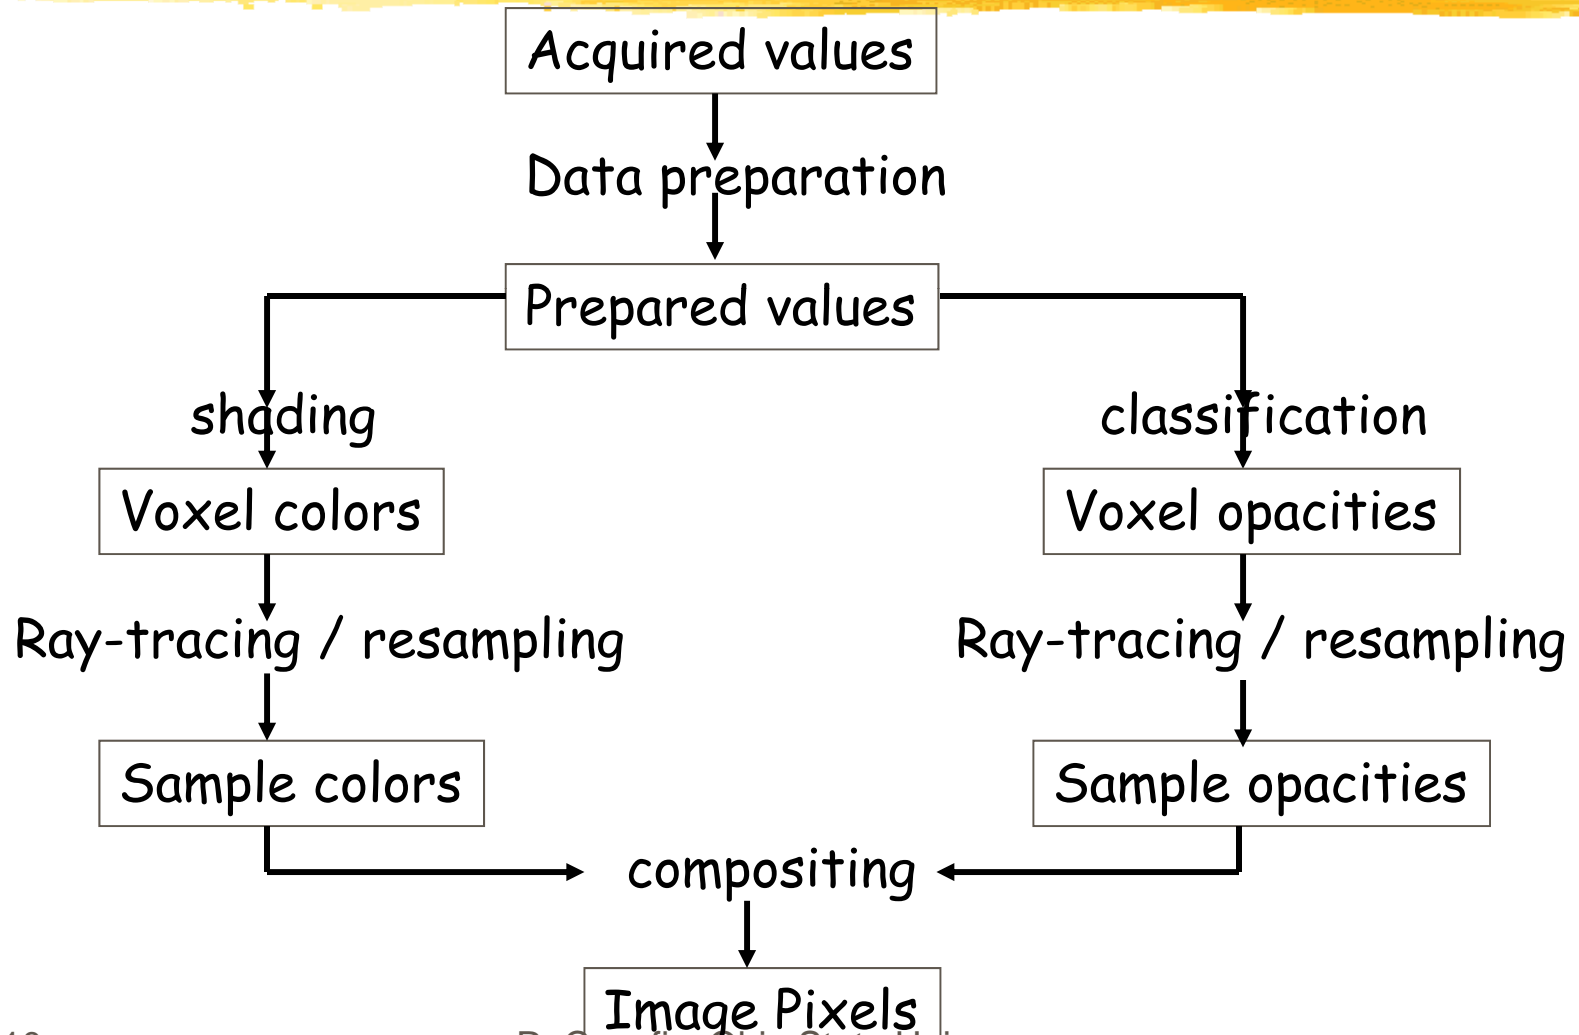 Acquired values
Data preparation
Prepared values
shading
classification
Voxel colors
Voxel opacities
Ray-tracing / resampling
Ray-tracing / resampling
Sample colors
Sample opacities
compositing
Image Pixels